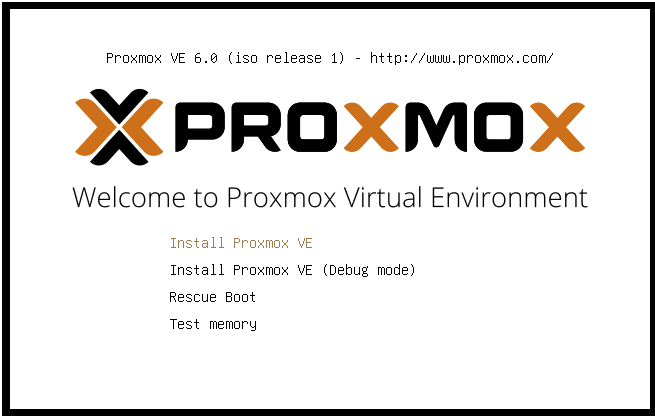 Proxmox VE 6.0 (iso release 1) - http://www.proxmox.com/
PROXMOX
Welcome to Proxmox Virtual Environment
Install Proxmox VE
Install Proxmox VE (Debug mode)
Rescue Boot
Test memory